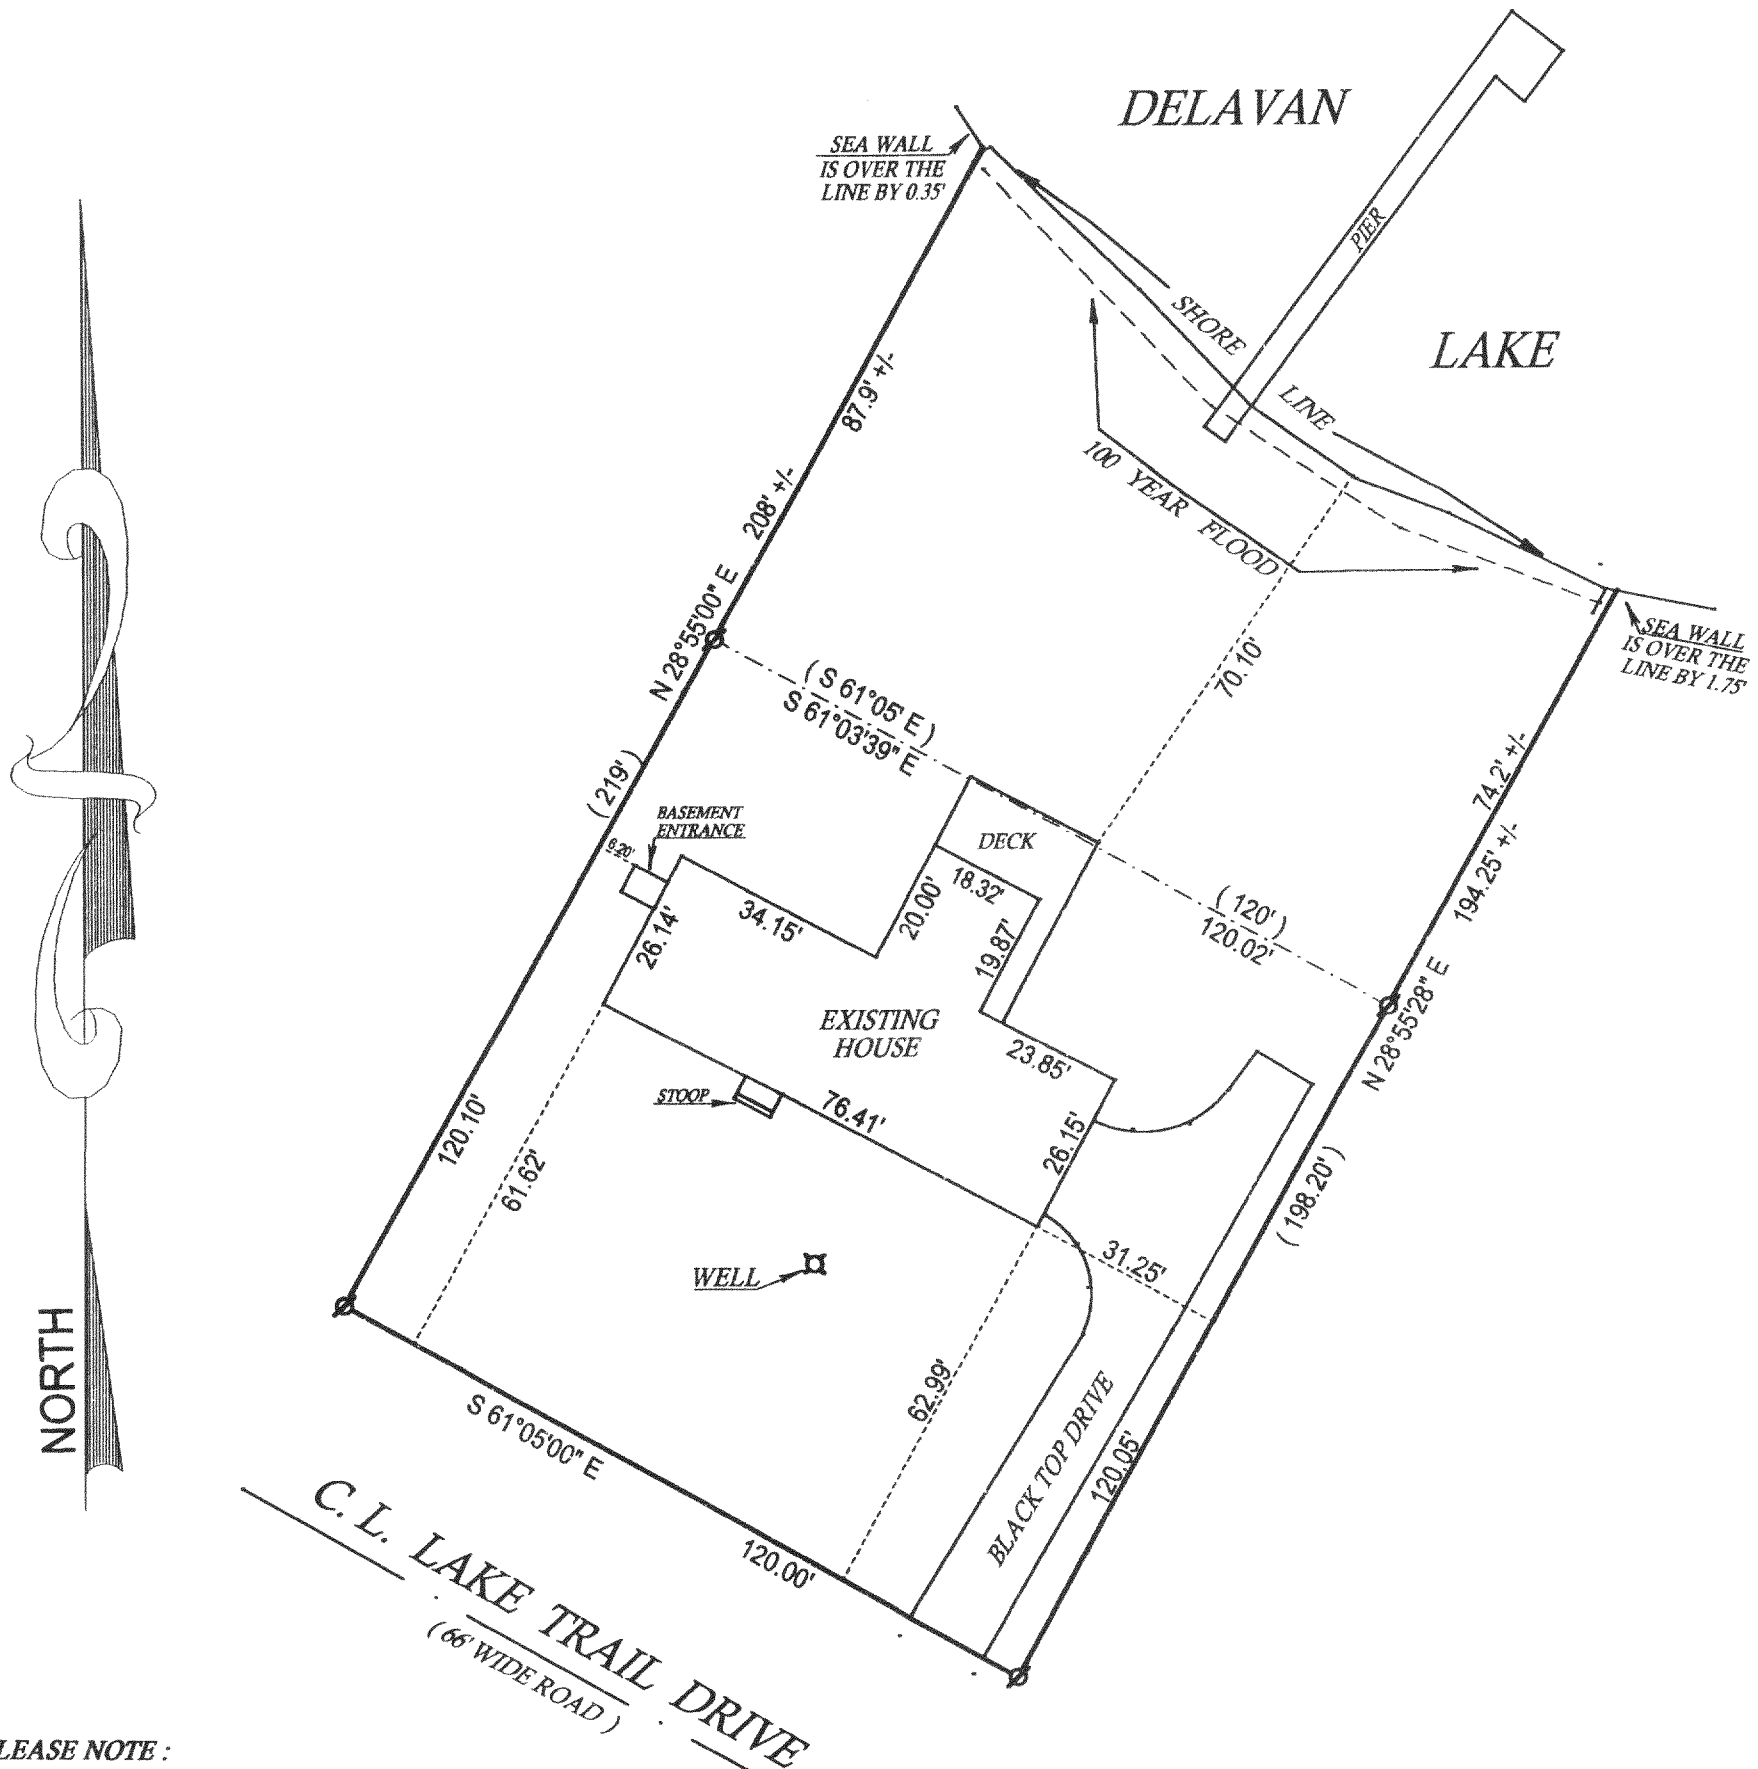 DELAVAN
LAKE
SEA WALL
IS OVER THE
LINE BY 0.35'
PIER
SHORE
LINE
100 YEAR FLOOD
SEA WALL
IS OVER THE
LINE BY 1.75'
87.9' +/-
208' +/-
N 28°55'00" E
( 219' )
120.10'
( S 61°05' E )
S 61°03'39" E
70.10'
74.2' +/-
194.25' +/-
( 120' )
120.02'
N 28°55'28" E
( 198.20' )
120.05'
BASEMENT
ENTRANCE
6.20'
DECK
18.32'
20.00'
19.87'
34.15'
26.14'
EXISTING
HOUSE
23.85'
26.15'
76.41'
STOOP
61.62'
WELL
31.25'
62.99'
BLACK TOP DRIVE
S 61°05'00" E
120.00'
C. L. LAKE TRAIL DRIVE
( 66' WIDE ROAD )
NORTH
LEASE NOTE :